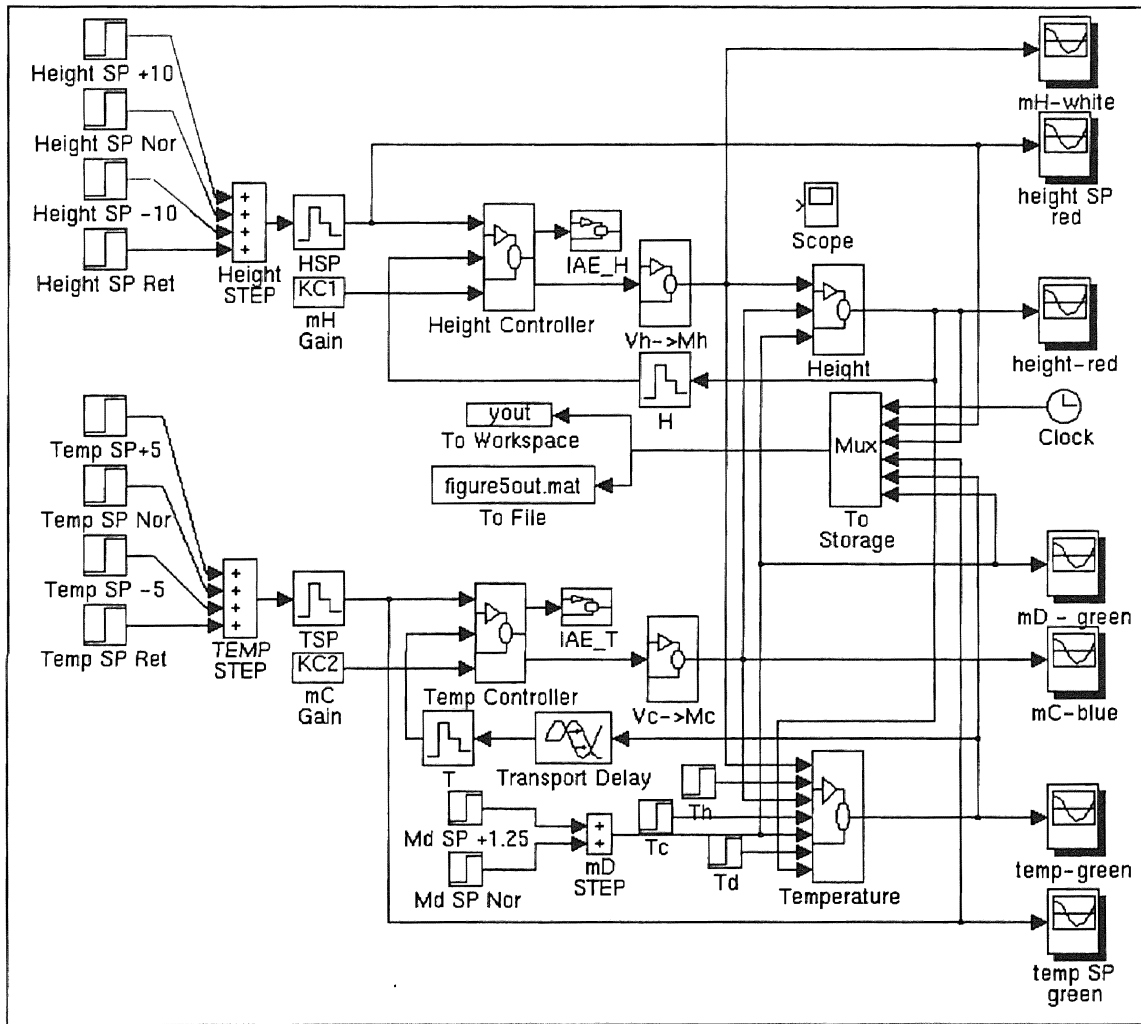 Height SP +10
Height SP Nor
Height SP -10
Height SP Ret
+
+
+
+
Height
STEP
HSP
KC1
mH
Gain
Height Controller
IAE_H
Vh->Mh
H
Scope
Height
mH-white
height SP
red
height-red
Clock
yout
To Workspace
figure5out.mat
To File
Mux
To
Storage
Temp SP+5
Temp SP Nor
Temp SP -5
Temp SP Ret
+
+
+
+
TEMP
STEP
TSP
KC2
mC
Gain
Temp Controller
IAE_T
Vc->Mc
T
Transport Delay
mD - green
mC-blue
Md SP +1.25
Md SP Nor
+
+
mD
STEP
Th
Tc
Td
Temperature
temp-green
temp SP
green